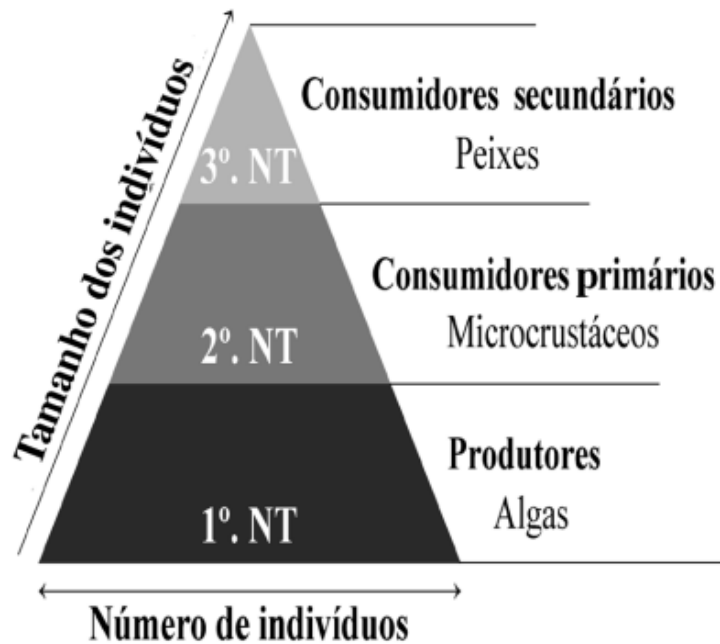 Tamanho dos indivíduos
Consumidores secundários
Peixes
3º. NT
Consumidores primários
Microcrustáceos
2º. NT
Produtores
Algas
1º. NT
Número de indivíduos